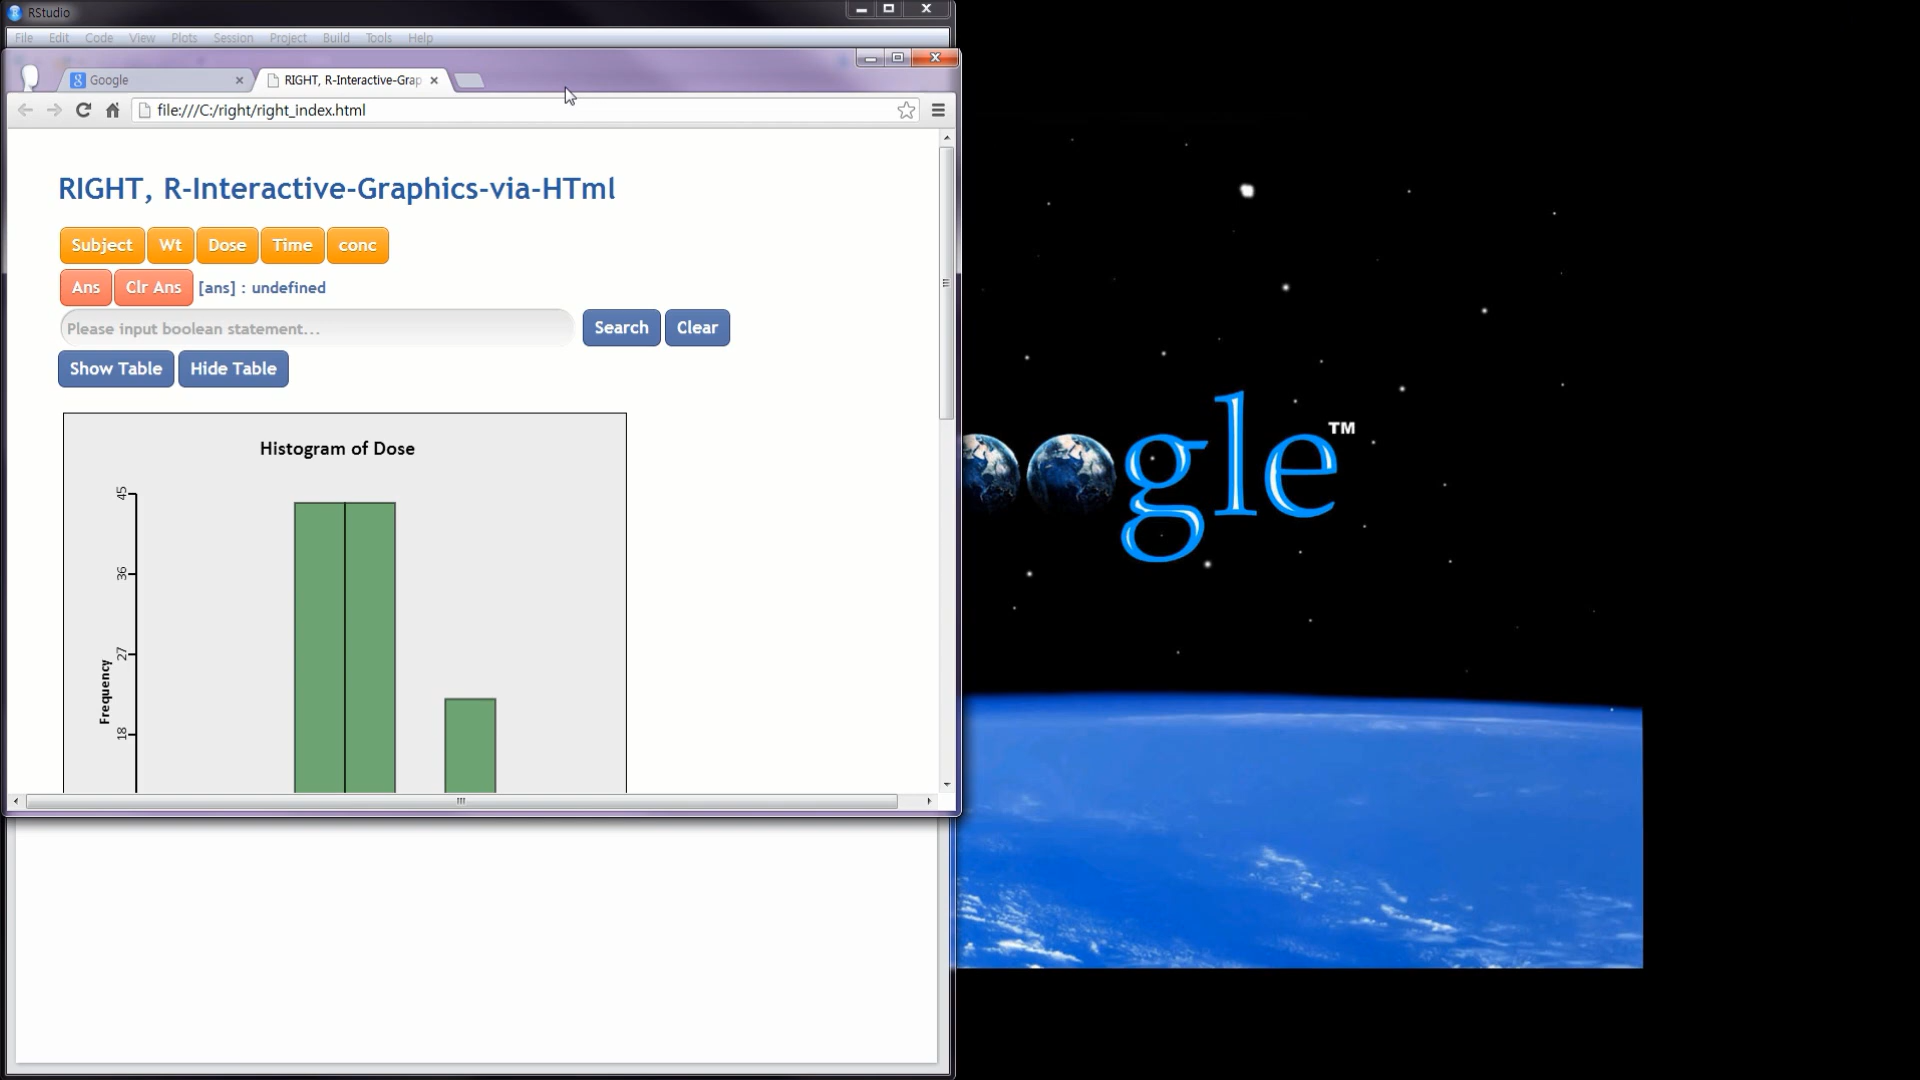 RStudio
File Edit Code View Plots Session Project Build Tools Help
Google
RIGHT, R-Interactive-Grap
file:///C:/right/right_index.html
RIGHT, R-Interactive-Graphics-via-HTml
Subject Wt Dose Time conc
Ans Clr Ans [ans] : undefined
Please input boolean statement... Search Clear
Show Table Hide Table
Histogram of Dose
45
36
27
18
Frequency
ogle™